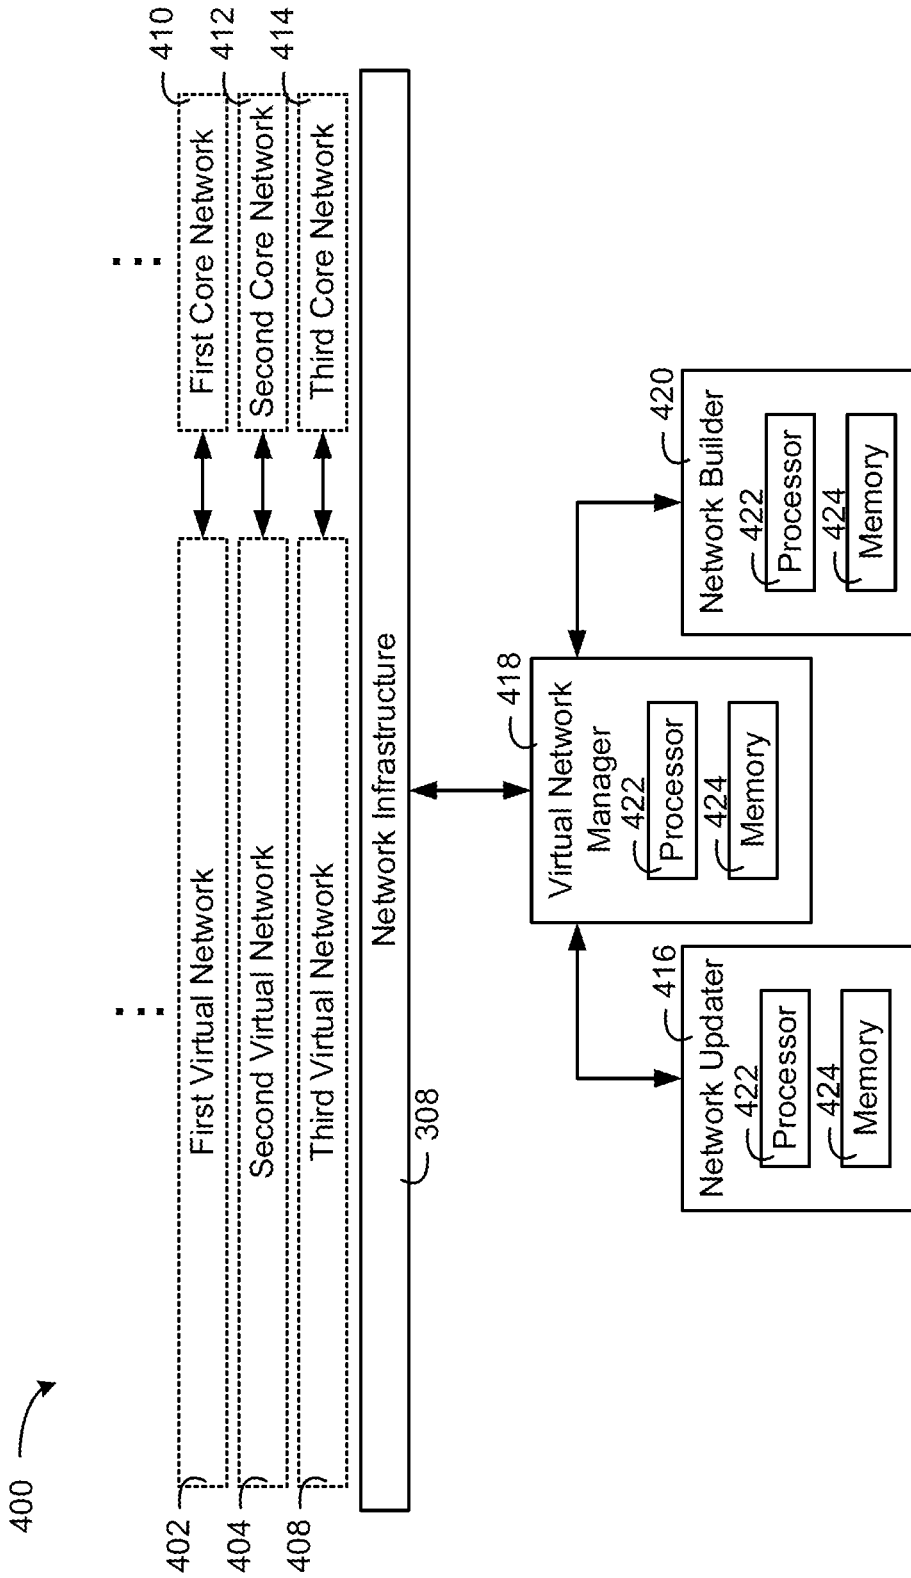 400
402
First Virtual Network
First Core Network
410
404
Second Virtual Network
Second Core Network
412
408
Third Virtual Network
Third Core Network
414
Network Infrastructure
308
Network Updater
416
422
Processor
424
Memory
Virtual Network
Manager
418
422
Processor
424
Memory
Network Builder
420
422
Processor
424
Memory